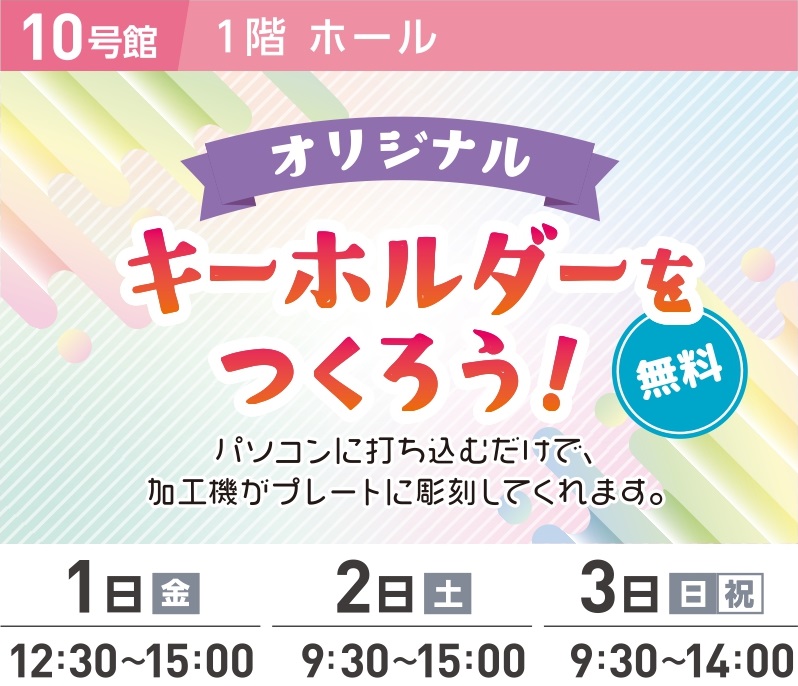 10号館 1階 ホール
オリジナル
キーホルダーを
つくろう!
無料
パソコンに打ち込むだけで、
加工機がプレートに彫刻してくれます。
1日 金 2日 土 3日 日 祝
12:30~15:00 9:30~15:00 9:30~14:00